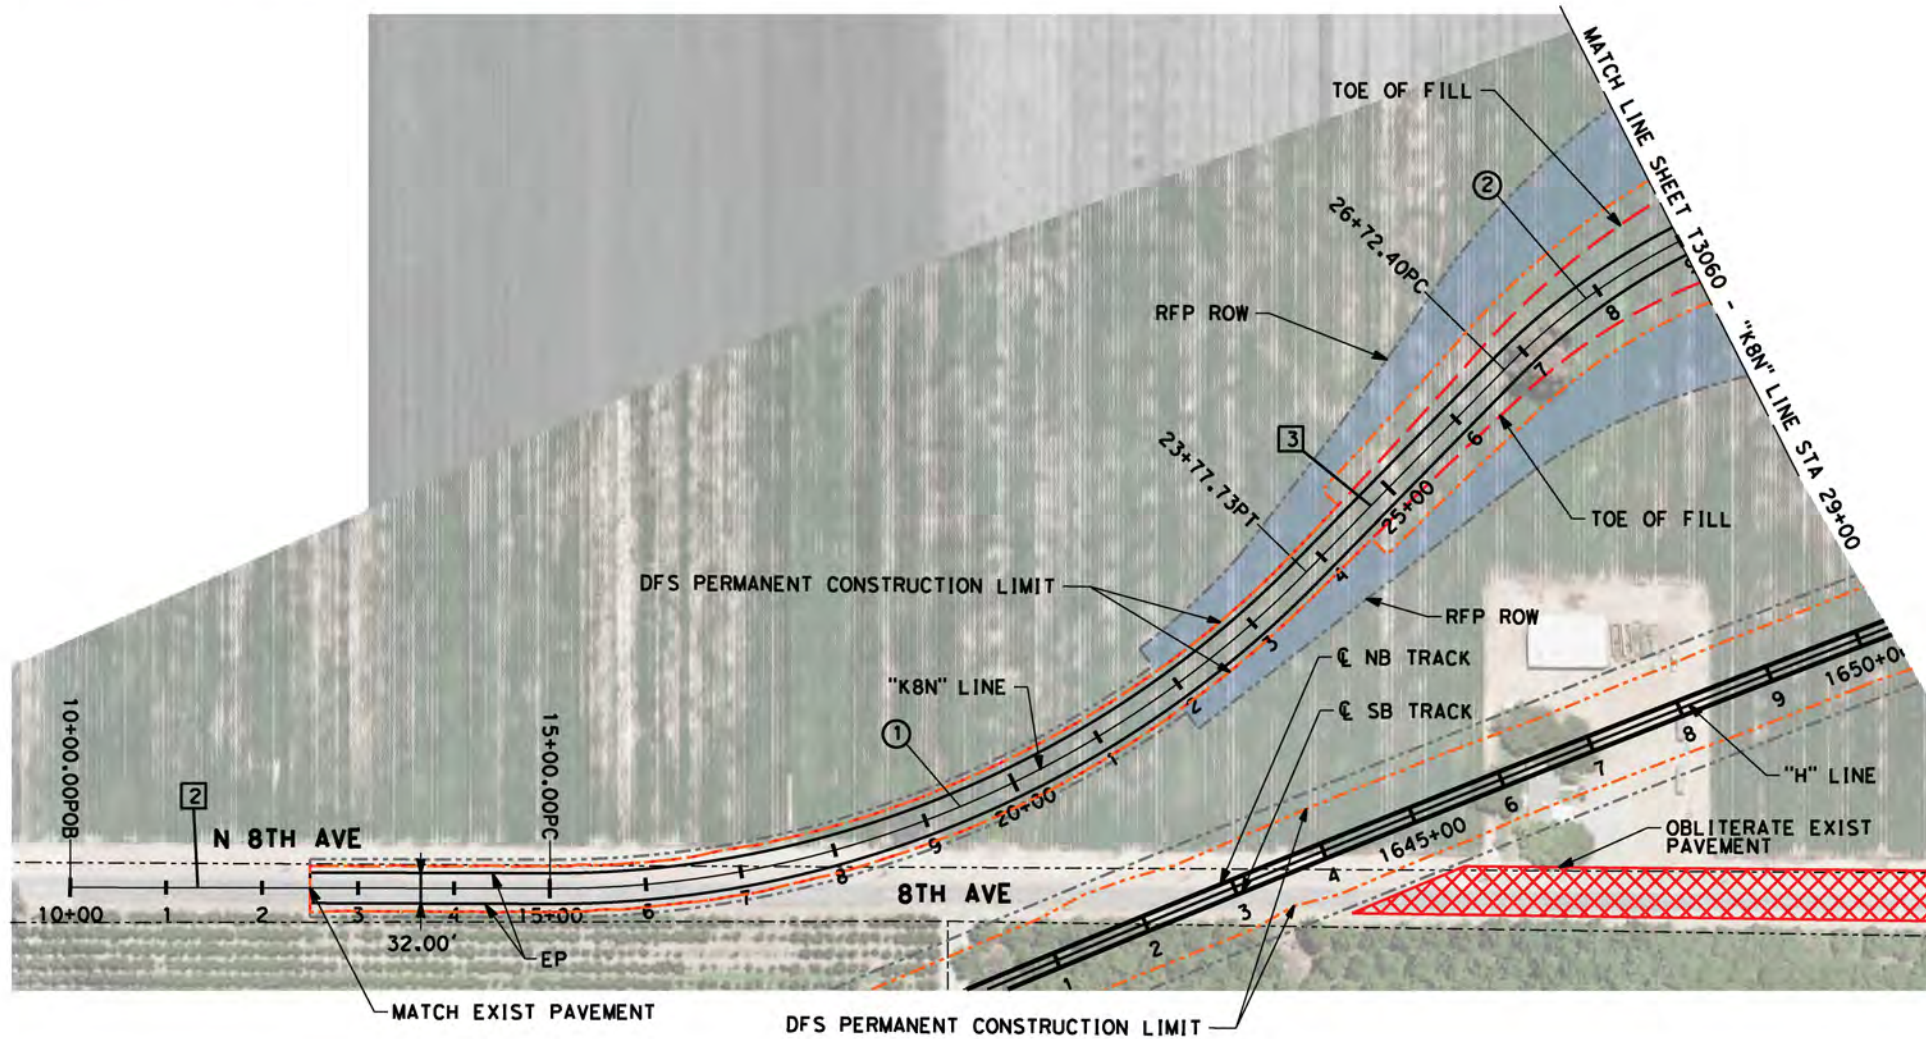 MATCH LINE SHEET T3060 - "K8N" LINE STA 29+00
TOE OF FILL
2
26+72.40PC
RFP ROW
8
7
3
6
23+77.73PT
25+00
TOE OF FILL
4
DFS PERMANENT CONSTRUCTION LIMIT
RFP ROW
3
℄ NB TRACK
"K8N" LINE
2
℄ SB TRACK
1650+0
9
10+00.00POB
15+00.00PC
1
1
8
"H" LINE
7
2
20+00
6
N 8TH AVE
9
1645+00
OBLITERATE EXIST
PAVEMENT
8
4
8TH AVE
10+00
1
2
3
4
15+00
6
7
3
32.00'
EP
2
1
MATCH EXIST PAVEMENT
DFS PERMANENT CONSTRUCTION LIMIT